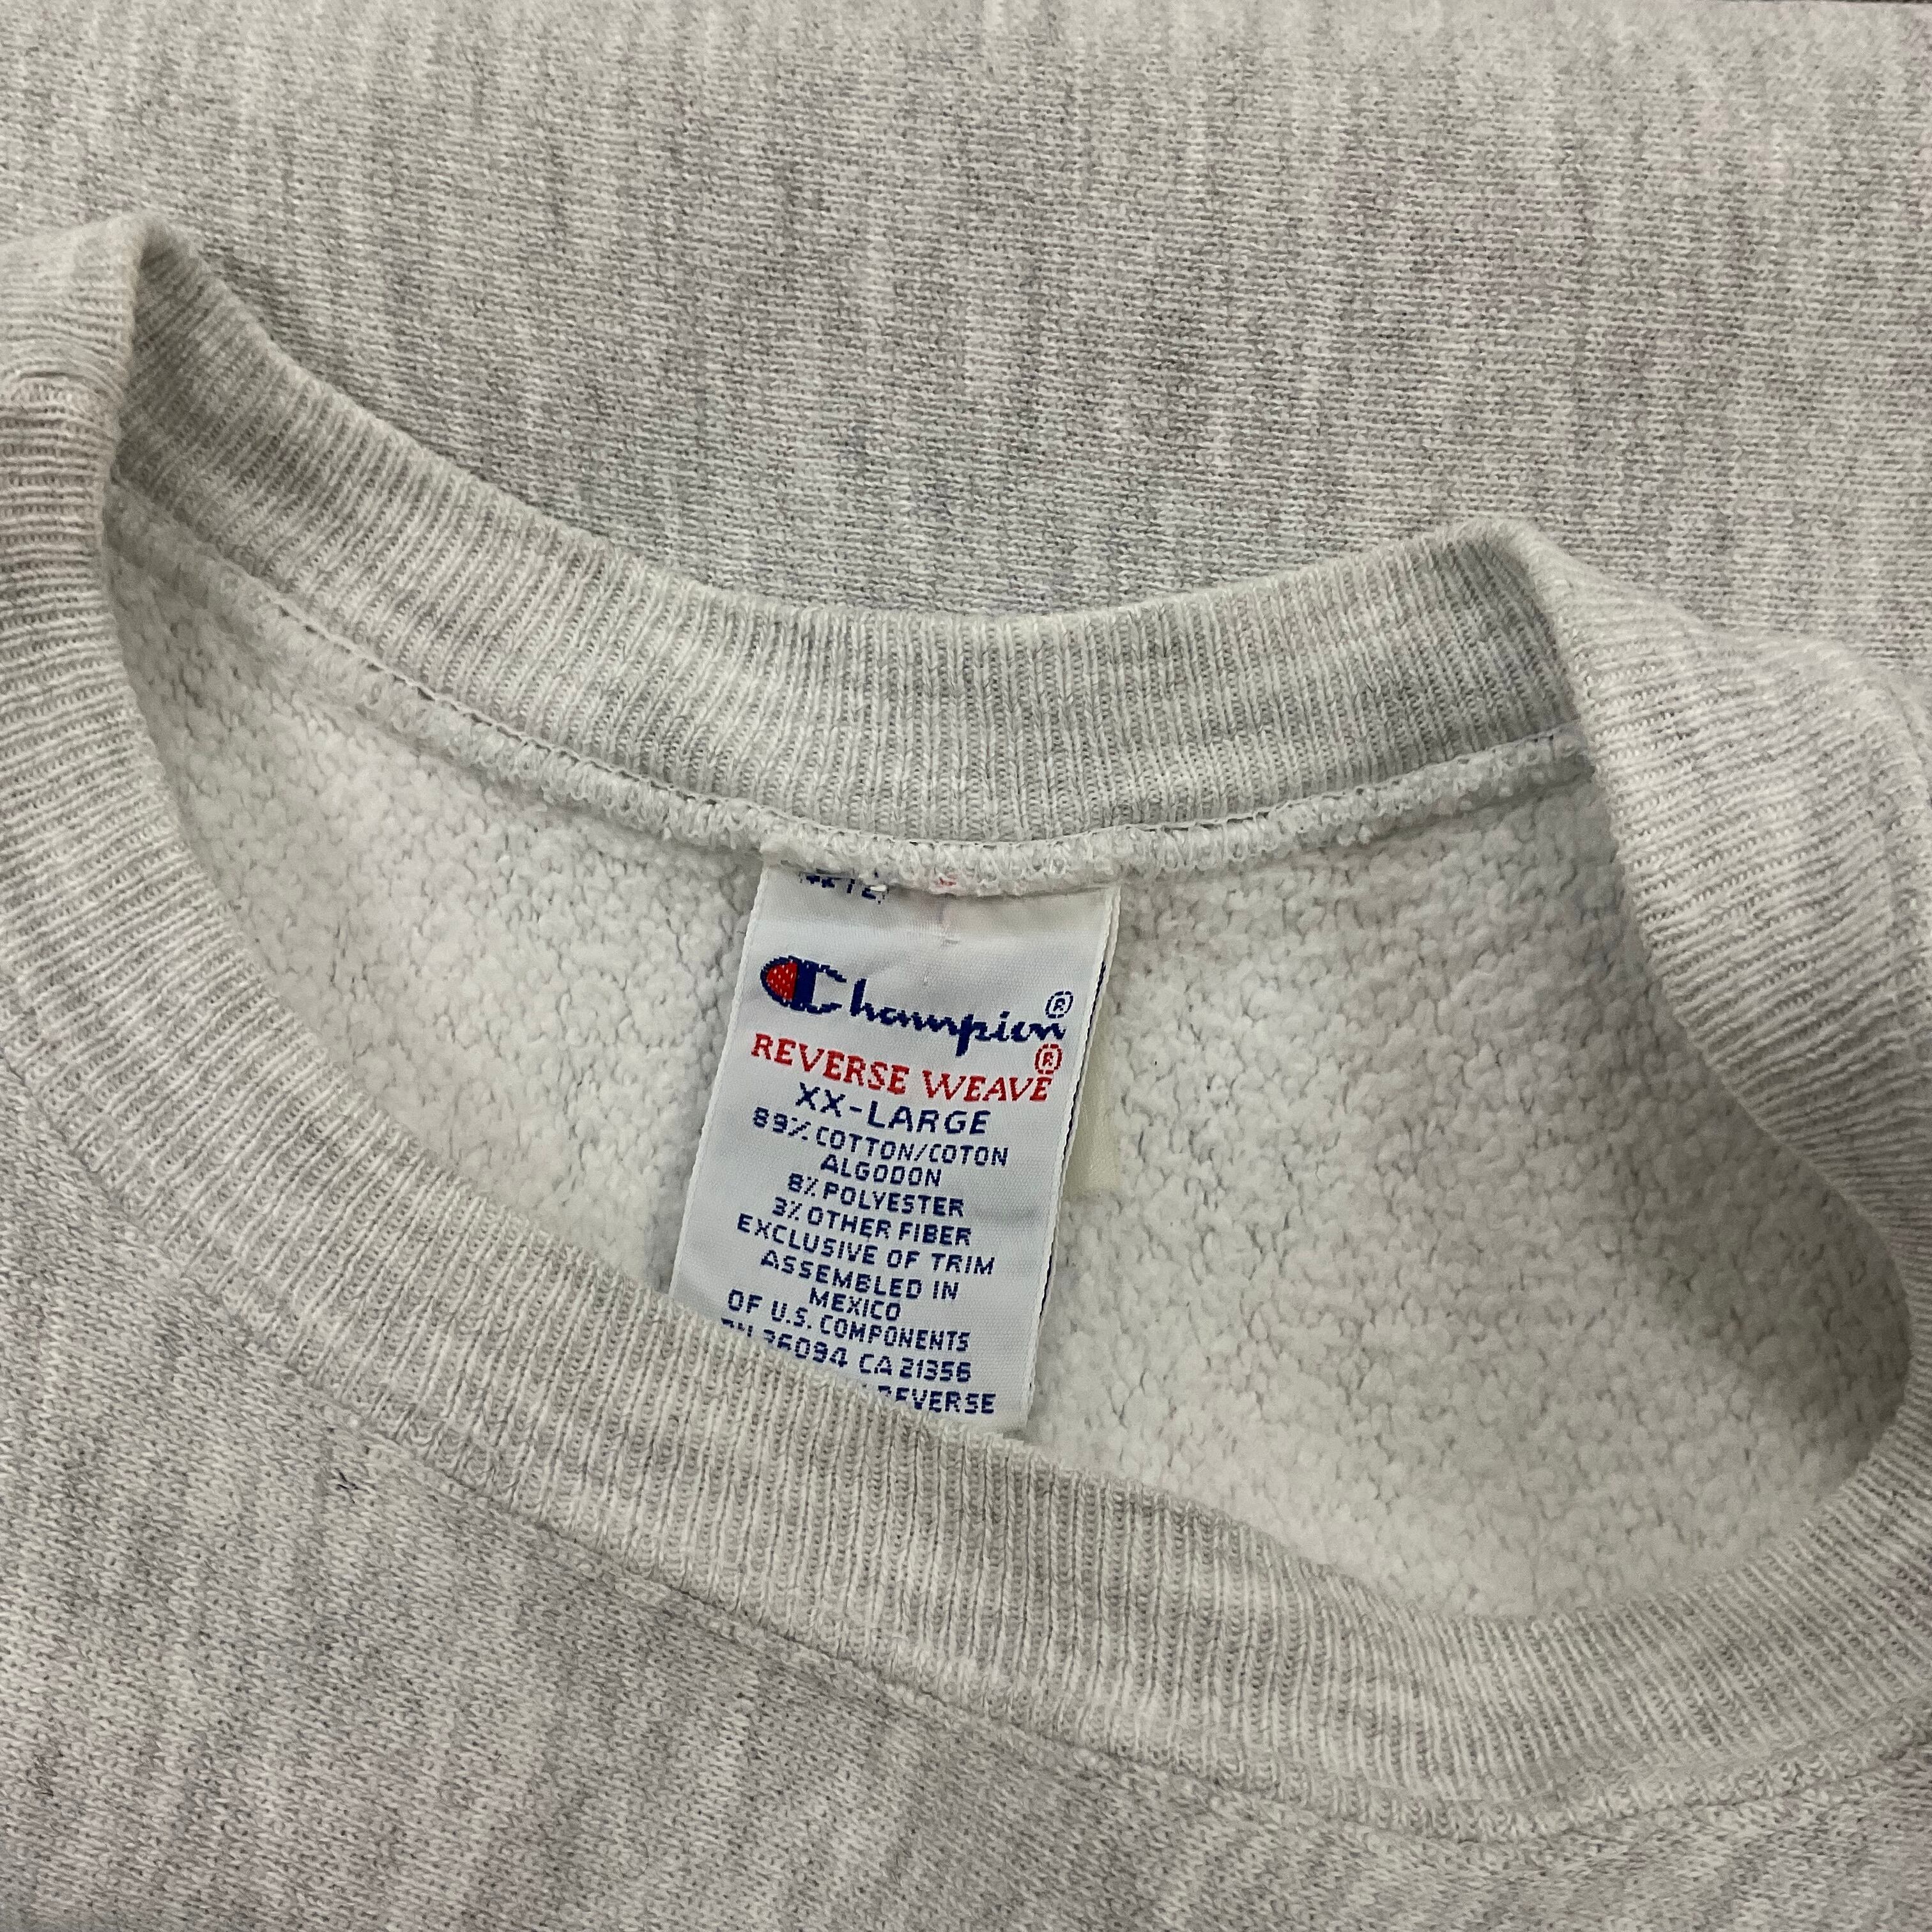 Champion®
REVERSE WEAVE®
XX-LARGE
89% COTTON/COTON
ALGODON
8% POLYESTER
3% OTHER FIBER
EXCLUSIVE OF TRIM
ASSEMBLED IN
MEXICO
OF U.S. COMPONENTS
26094 CA 21356
REVERSE